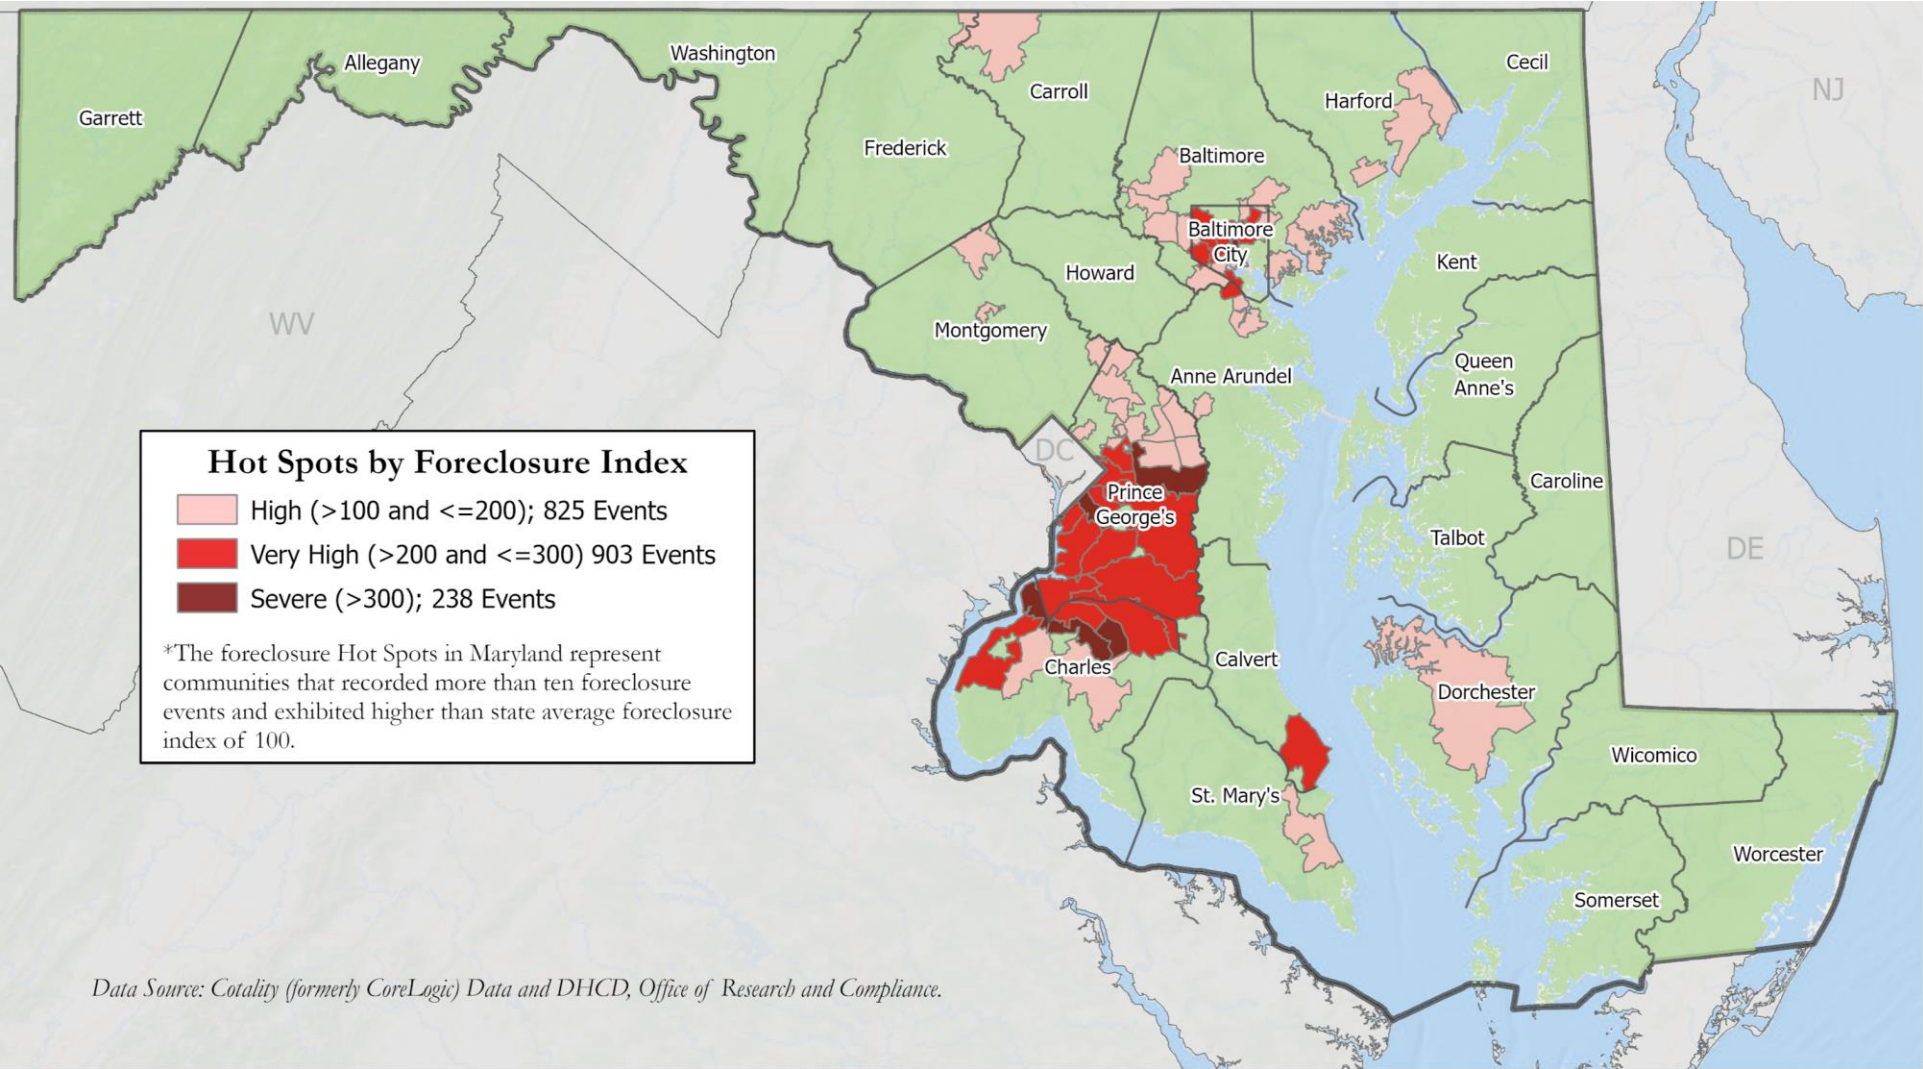 Garrett
Allegany
Washington
Frederick
Carroll
Baltimore
Harford
Cecil
NJ
Baltimore
City
Howard
Kent
WV
Montgomery
Anne Arundel
Queen
Anne's
DC
Prince
George's
Caroline
Talbot
DE
Charles
Calvert
Dorchester
St. Mary's
Wicomico
Worcester
Somerset
Hot Spots by Foreclosure Index
High (>100 and <=200); 825 Events
Very High (>200 and <=300) 903 Events
Severe (>300); 238 Events
*The foreclosure Hot Spots in Maryland represent
communities that recorded more than ten foreclosure
events and exhibited higher than state average foreclosure
index of 100.
Data Source: Cotality (formerly CoreLogic) Data and DHCD, Office of Research and Compliance.